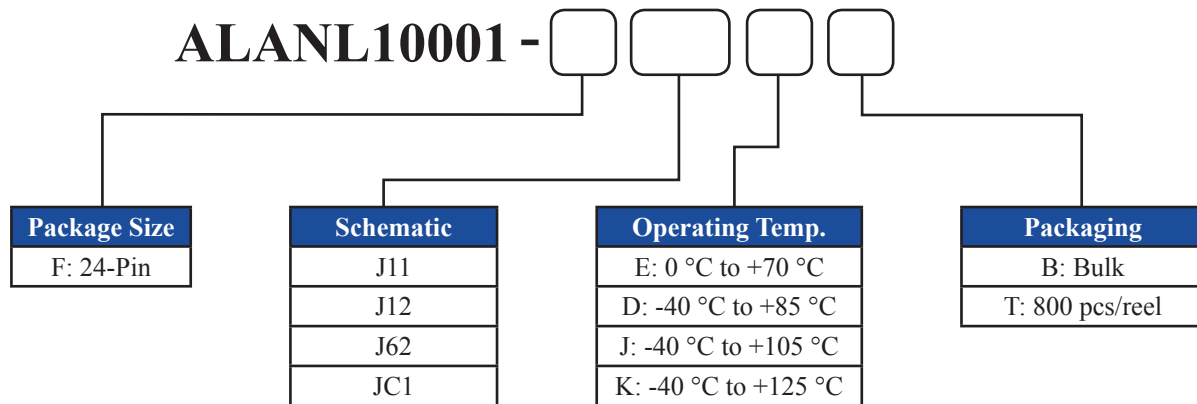 ALANL10001 -
Package Size
F: 24-Pin
Schematic
J11
J12
J62
JC1
Operating Temp.
E: 0 °C to +70 °C
D: -40 °C to +85 °C
J: -40 °C to +105 °C
K: -40 °C to +125 °C
Packaging
B: Bulk
T: 800 pcs/reel